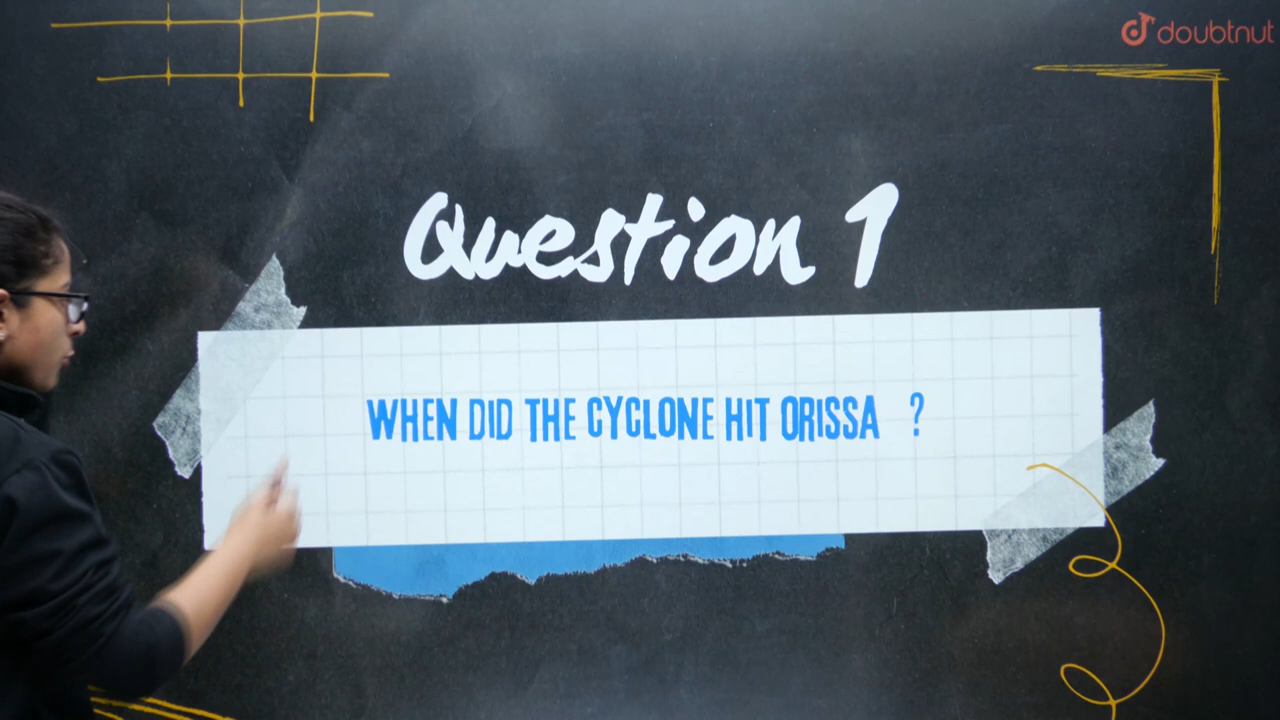 doubtnut
Question 1
WHEN DID THE CYCLONE HIT ORISSA ?